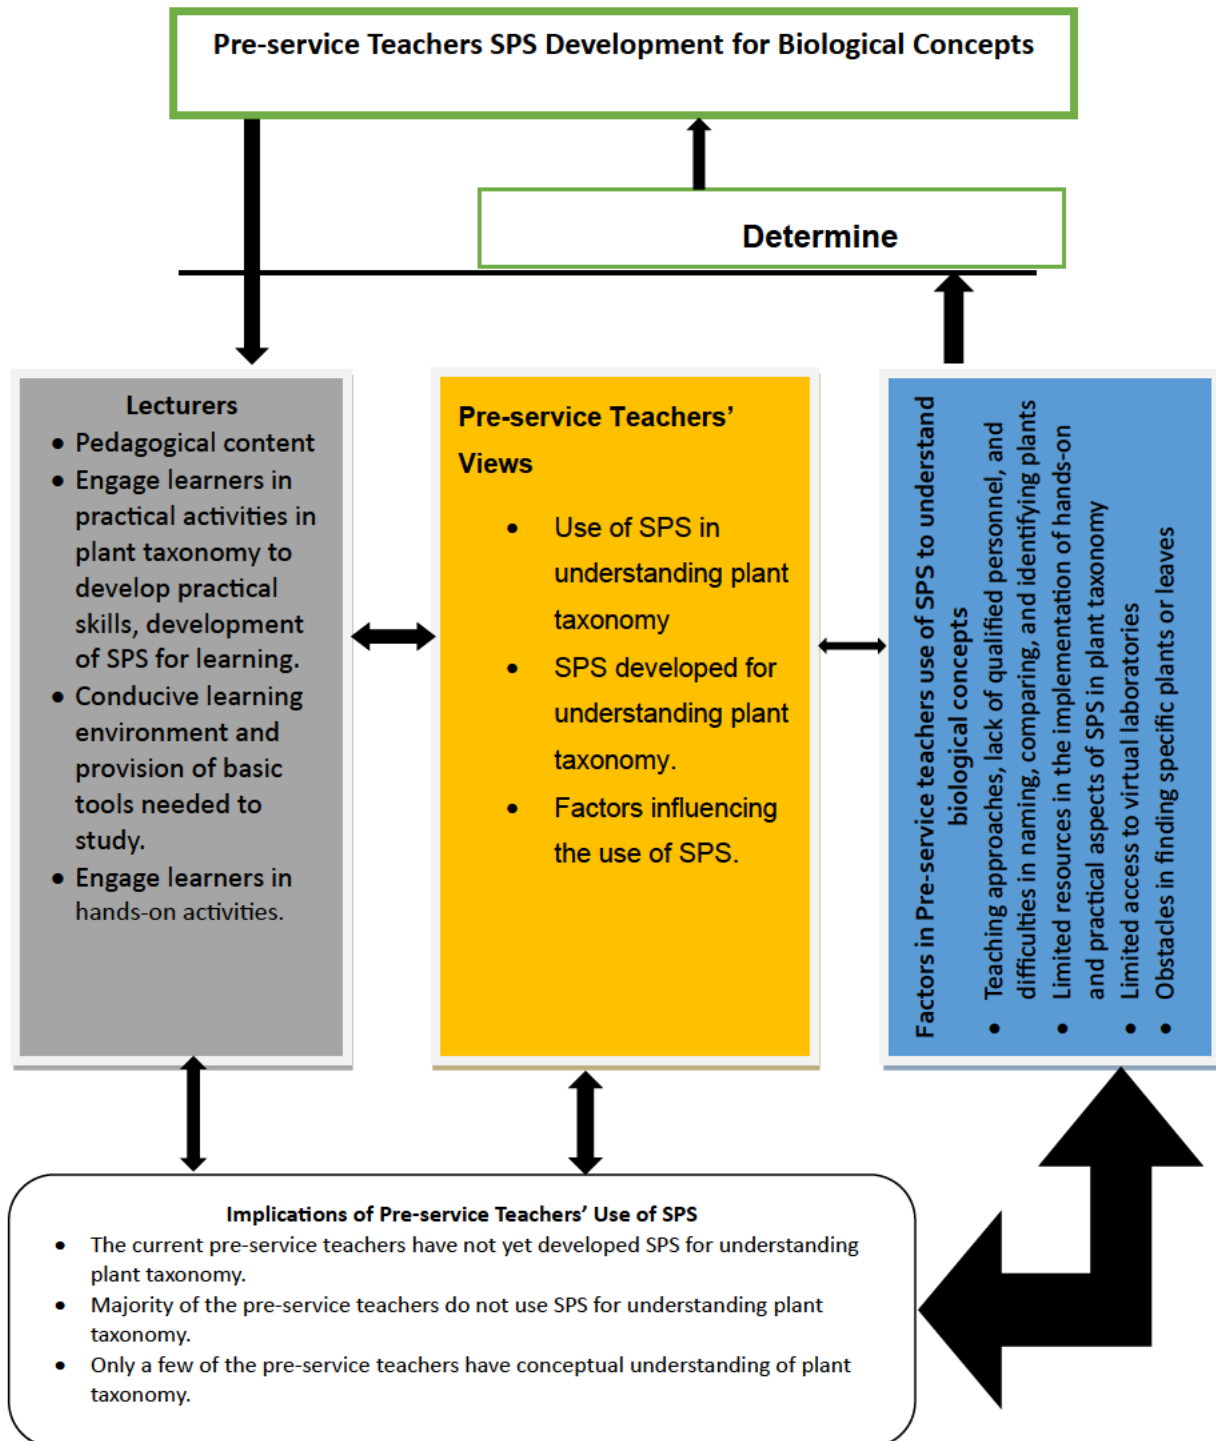 Pre-service Teachers SPS Development for Biological Concepts
Determine
Lecturers
• Pedagogical content
• Engage learners in
practical activities in
plant taxonomy to
develop practical
skills, development
of SPS for learning.
• Conducive learning
environment and
provision of basic
tools needed to
study.
• Engage learners in
hands-on activities.
Pre-service Teachers’
Views
• Use of SPS in
understanding plant
taxonomy
• SPS developed for
understanding plant
taxonomy.
• Factors influencing
the use of SPS.
Factors in Pre-service teachers use of SPS to understand
biological concepts
• Teaching approaches, lack of qualified personnel, and
difficulties in naming, comparing, and identifying plants
• Limited resources in the implementation of hands-on
and practical aspects of SPS in plant taxonomy
• Limited access to virtual laboratories
• Obstacles in finding specific plants or leaves
Implications of Pre-service Teachers’ Use of SPS
• The current pre-service teachers have not yet developed SPS for understanding
plant taxonomy.
• Majority of the pre-service teachers do not use SPS for understanding plant
taxonomy.
• Only a few of the pre-service teachers have conceptual understanding of plant
taxonomy.